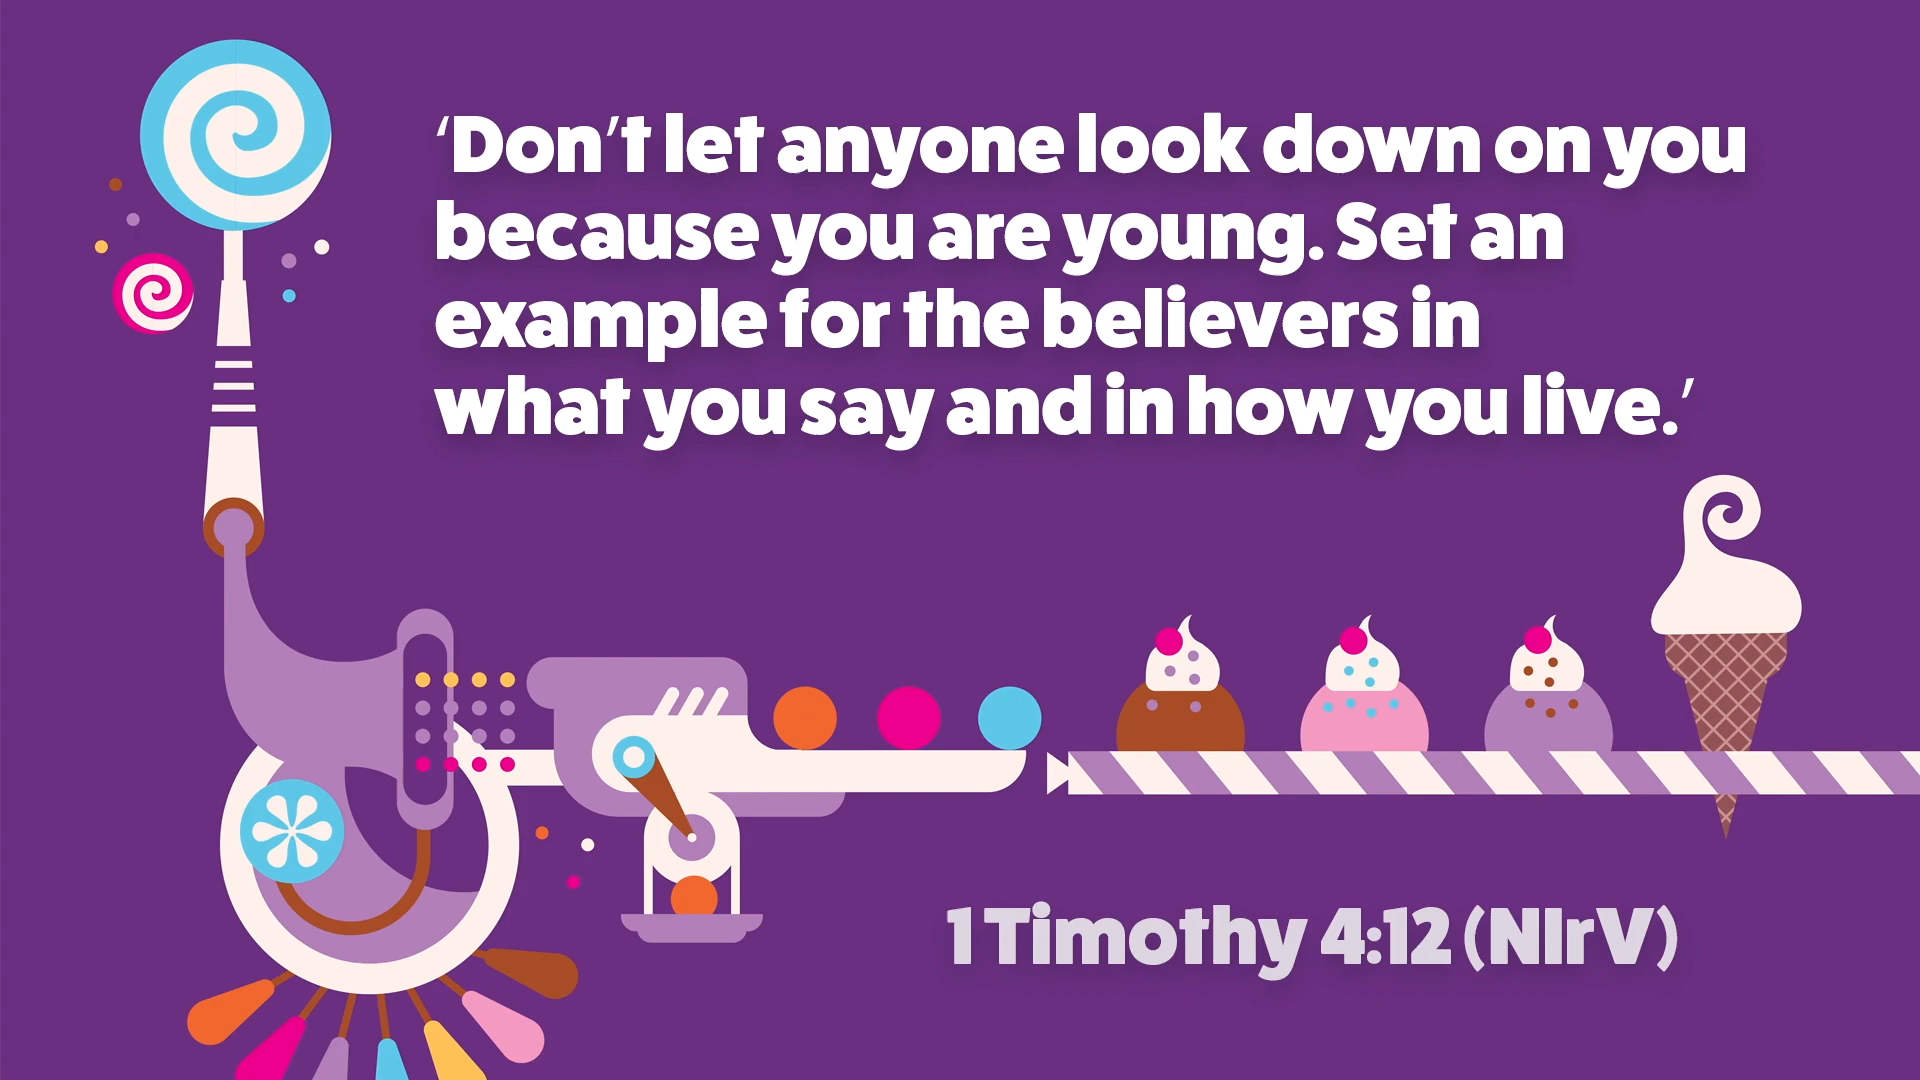 ‘Don’t let anyone look down on you
because you are young. Set an
example for the believers in
what you say and in how you live.’
1 Timothy 4:12 (NIrV)